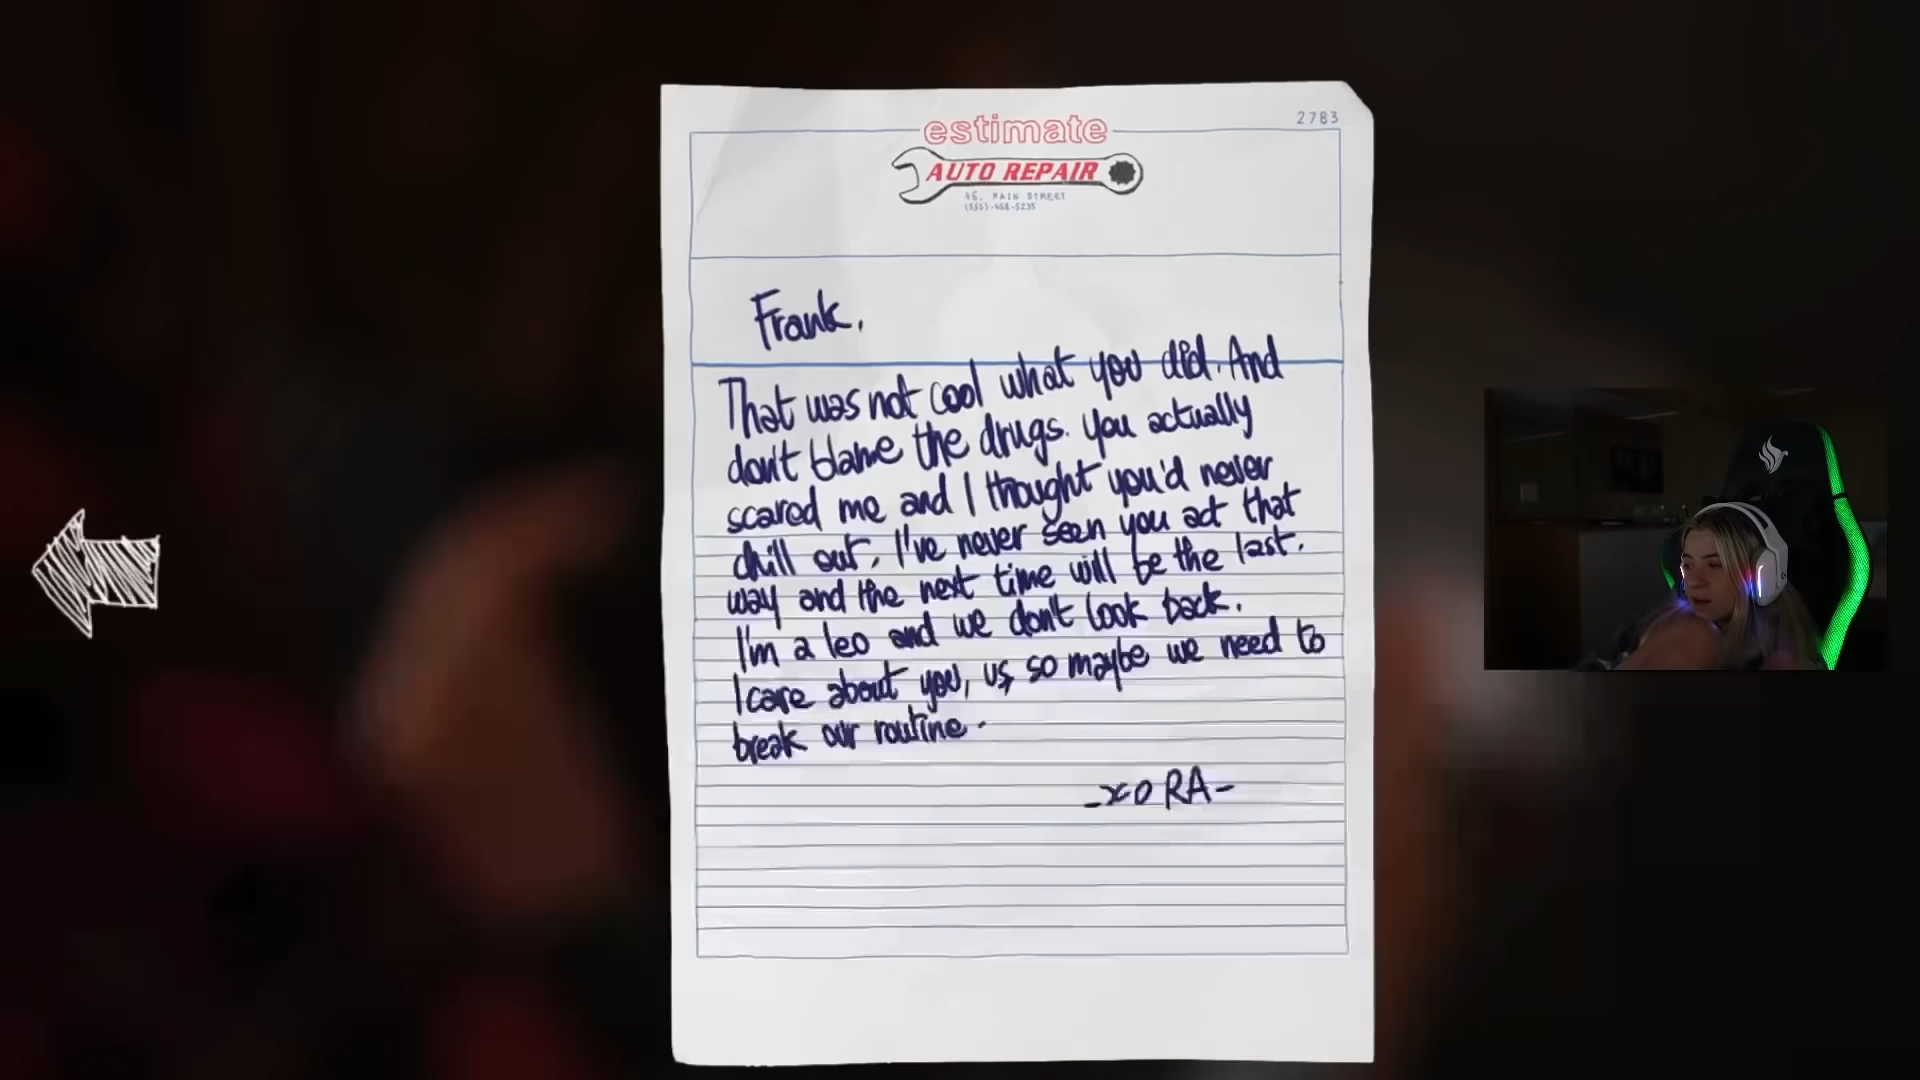 estimate
2783
AUTO REPAIR
45, MAIN STREET
Frank,
That was not cool what you did. And
don't blame the drugs. You actually
scared me and I thought you'd never
chill out. I've never seen you act that
way and the next time will be the last.
I'm a leo and we don't look back.
I care about you, us, so maybe we need to
break our routine.
-xo RA-